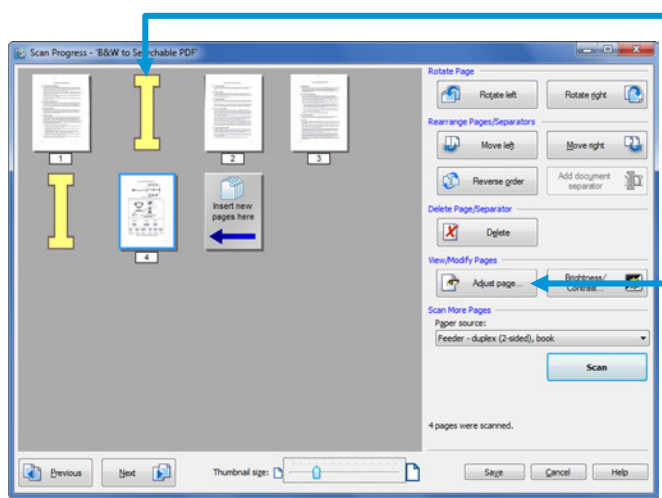 Scan Progress - 'B&W to Searchable PDF'
Rotate Page
Rotate left
Rotate right
1
2
3
Rearrange Pages/Separators
Move left
Move right
Insert new
pages here
Reverse order
Add document
separator
4
Delete Page/Separator
Delete
View/Modify Pages
Adjust page...
Brightness/
Contrast...
Scan More Pages
Paper source:
Feeder - duplex (2-sided), book
Scan
4 pages were scanned.
Previous
Next
Thumbnail size:
Save
Cancel
Help